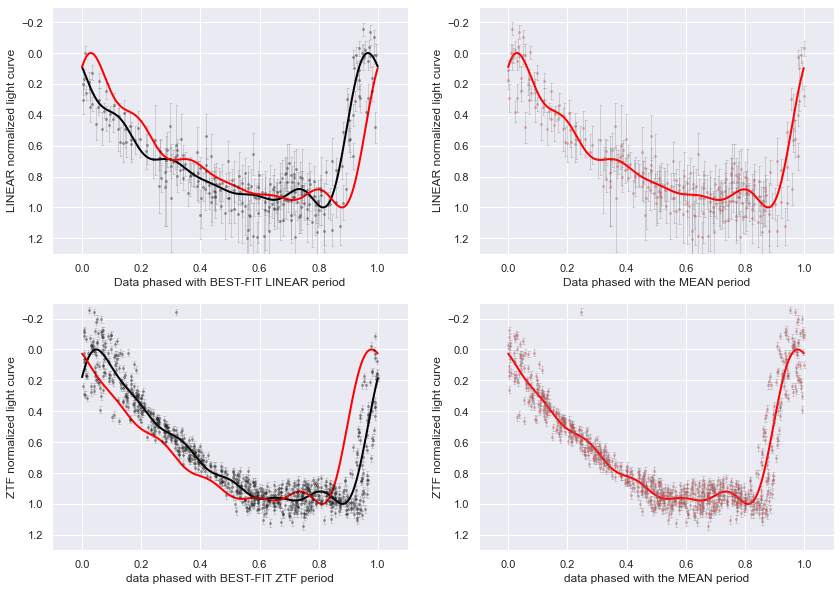 LINEAR normalized light curve
−0.2
0.0
0.2
0.4
0.6
0.8
1.0
1.2
0.0 0.2 0.4 0.6 0.8 1.0
Data phased with BEST-FIT LINEAR period
LINEAR normalized light curve
−0.2
0.0
0.2
0.4
0.6
0.8
1.0
1.2
0.0 0.2 0.4 0.6 0.8 1.0
Data phased with the MEAN period
ZTF normalized light curve
−0.2
0.0
0.2
0.4
0.6
0.8
1.0
1.2
0.0 0.2 0.4 0.6 0.8 1.0
data phased with BEST-FIT ZTF period
ZTF normalized light curve
−0.2
0.0
0.2
0.4
0.6
0.8
1.0
1.2
0.0 0.2 0.4 0.6 0.8 1.0
data phased with the MEAN period